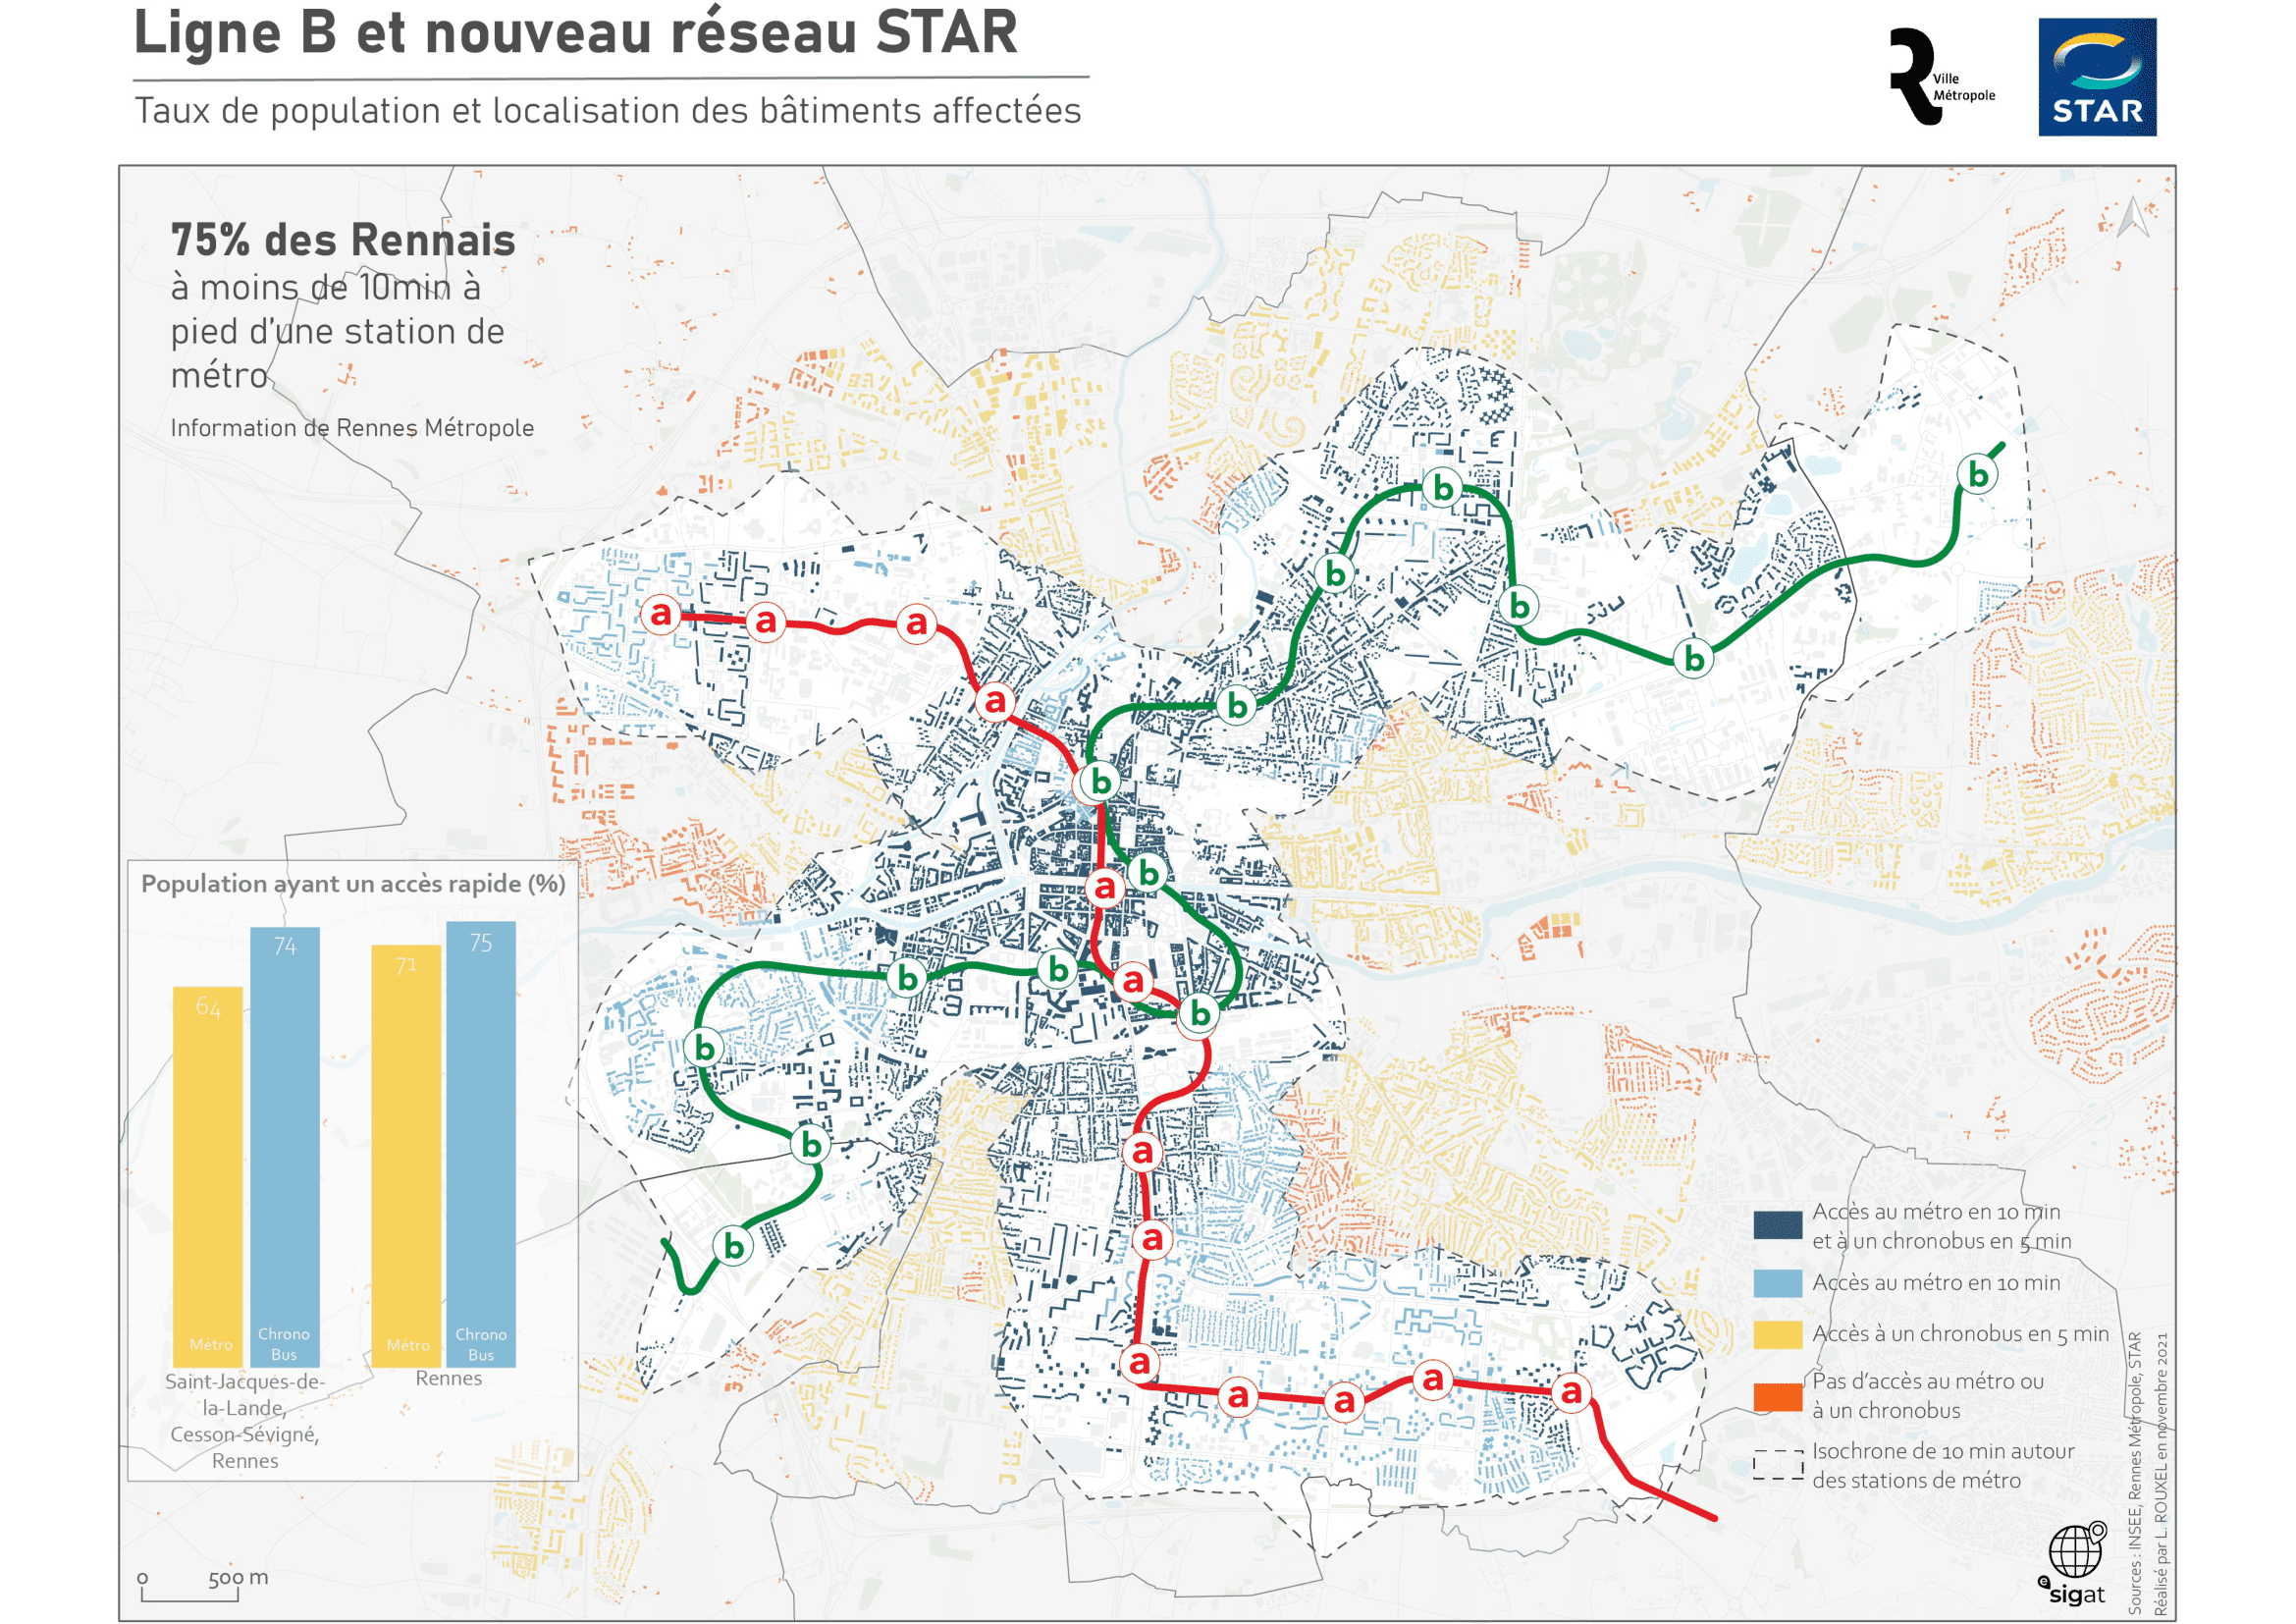 Ligne B et nouveau réseau STAR
Taux de population et localisation des bâtiments affectées
Ville
Métropole
STAR
75% des Rennais
à moins de 10min à
pied d'une station de
métro
Information de Rennes Métropole
a
a
a
a
a
a
a
a
a
a
a
a
a
b
b
b
b
b
b
b
b
b
b
b
b
b
b
Population ayant un accès rapide (%)
64
74
71
75
Métro
Chrono
Bus
Métro
Chrono
Bus
Saint-Jacques-de-
la-Lande,
Cesson-Sévigné,
Rennes
Rennes
0 500 m
Accès au métro en 10 min
et à un chronobus en 5 min
Accès au métro en 10 min
Accès à un chronobus en 5 min
Pas d'accès au métro ou
à un chronobus
Isochrone de 10 min autour
des stations de métro
e
sigat
Sources : INSEE, Rennes Métropole, STAR
Réalisé par L. ROUXEL en novembre 2021